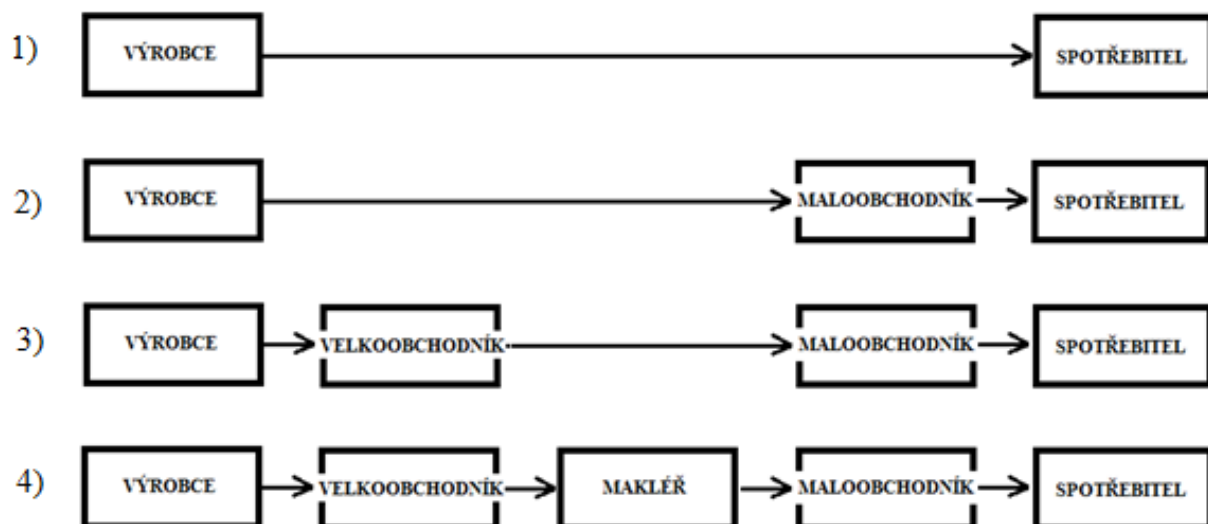 1) VÝROBCE SPOTŘEBITEL
2) VÝROBCE MALOOBCHODNÍK SPOTŘEBITEL
3) VÝROBCE VELKOOBCHODNÍK MALOOBCHODNÍK SPOTŘEBITEL
4) VÝROBCE VELKOOBCHODNÍK MAKLÉŘ MALOOBCHODNÍK SPOTŘEBITEL